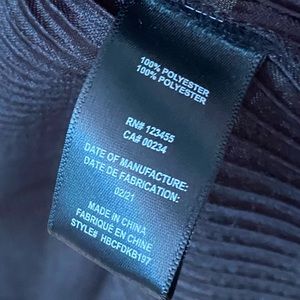 100% POLYESTER
100% POLYESTER
RN# 123455
CA# 00234
DATE OF MANUFACTURE:
DATE DE FABRICATION:
02/21
MADE IN CHINA
FABRIQUÉ EN CHINE
STYLE# HBCFDKB197